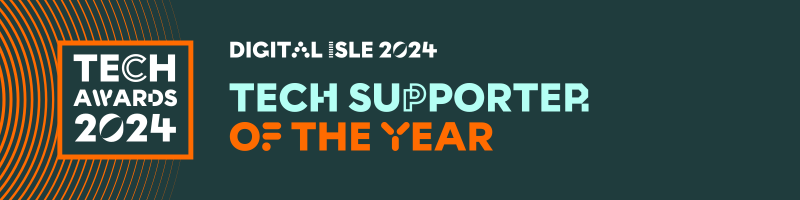 TECH
AWARDS
2024
DIGITAL ISLE 2024
TECH SUPPORTER
OF THE YEAR